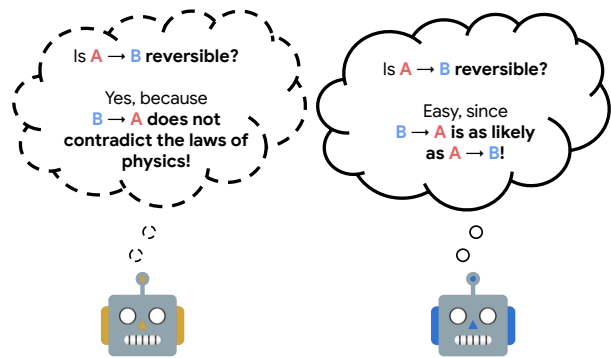 Is A → B reversible?
Yes, because
B → A does not
contradict the laws of
physics!
Is A → B reversible?
Easy, since
B → A is as likely
as A → B!